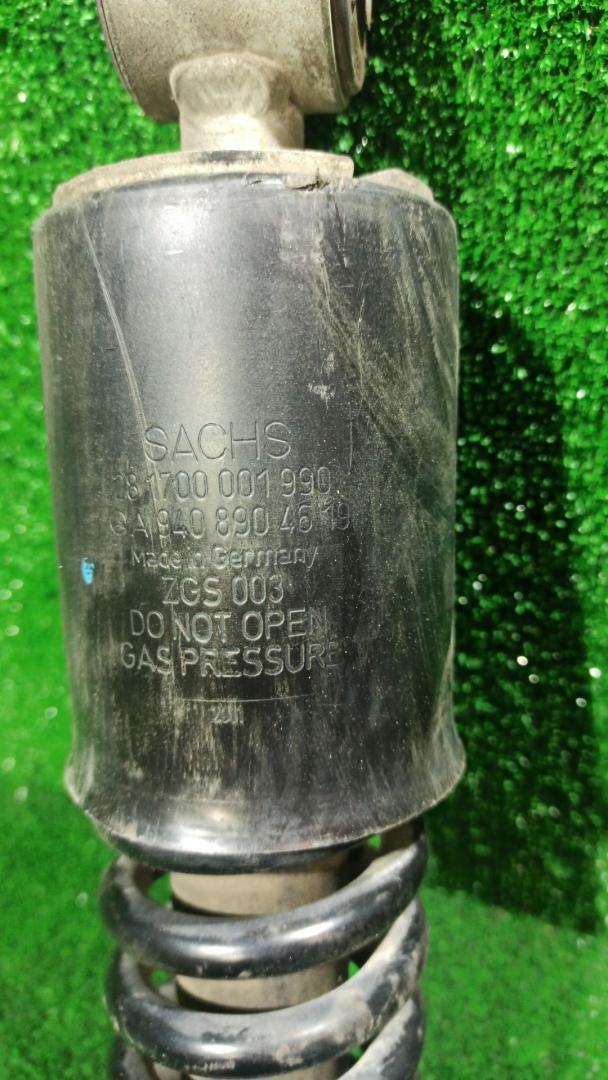 SACHS
28 1700 001 990
A 940 890 46 19
Made in Germany
ZGS 003
DO NOT OPEN
GAS PRESSURE